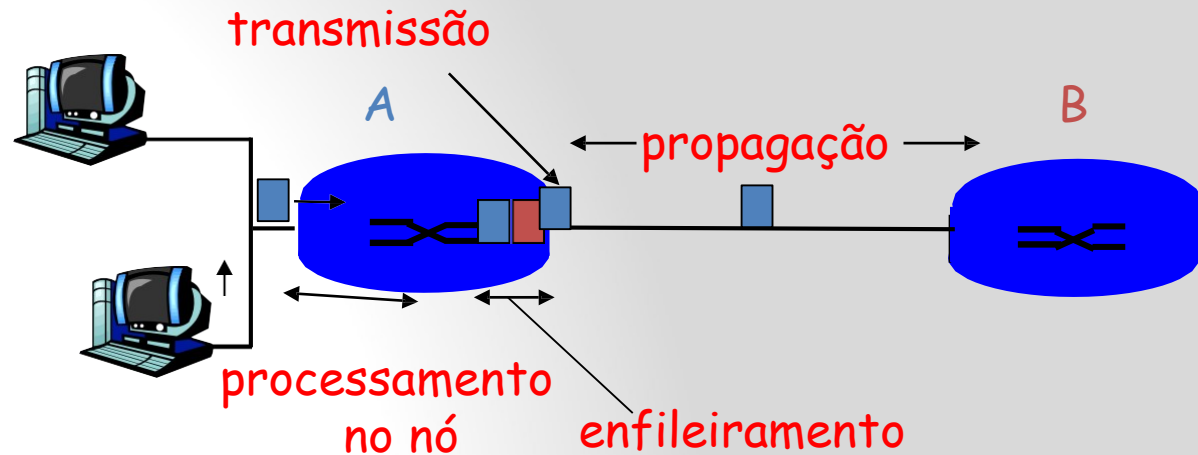 transmissão
A
B
propagação
processamento
no nó
enfileiramento